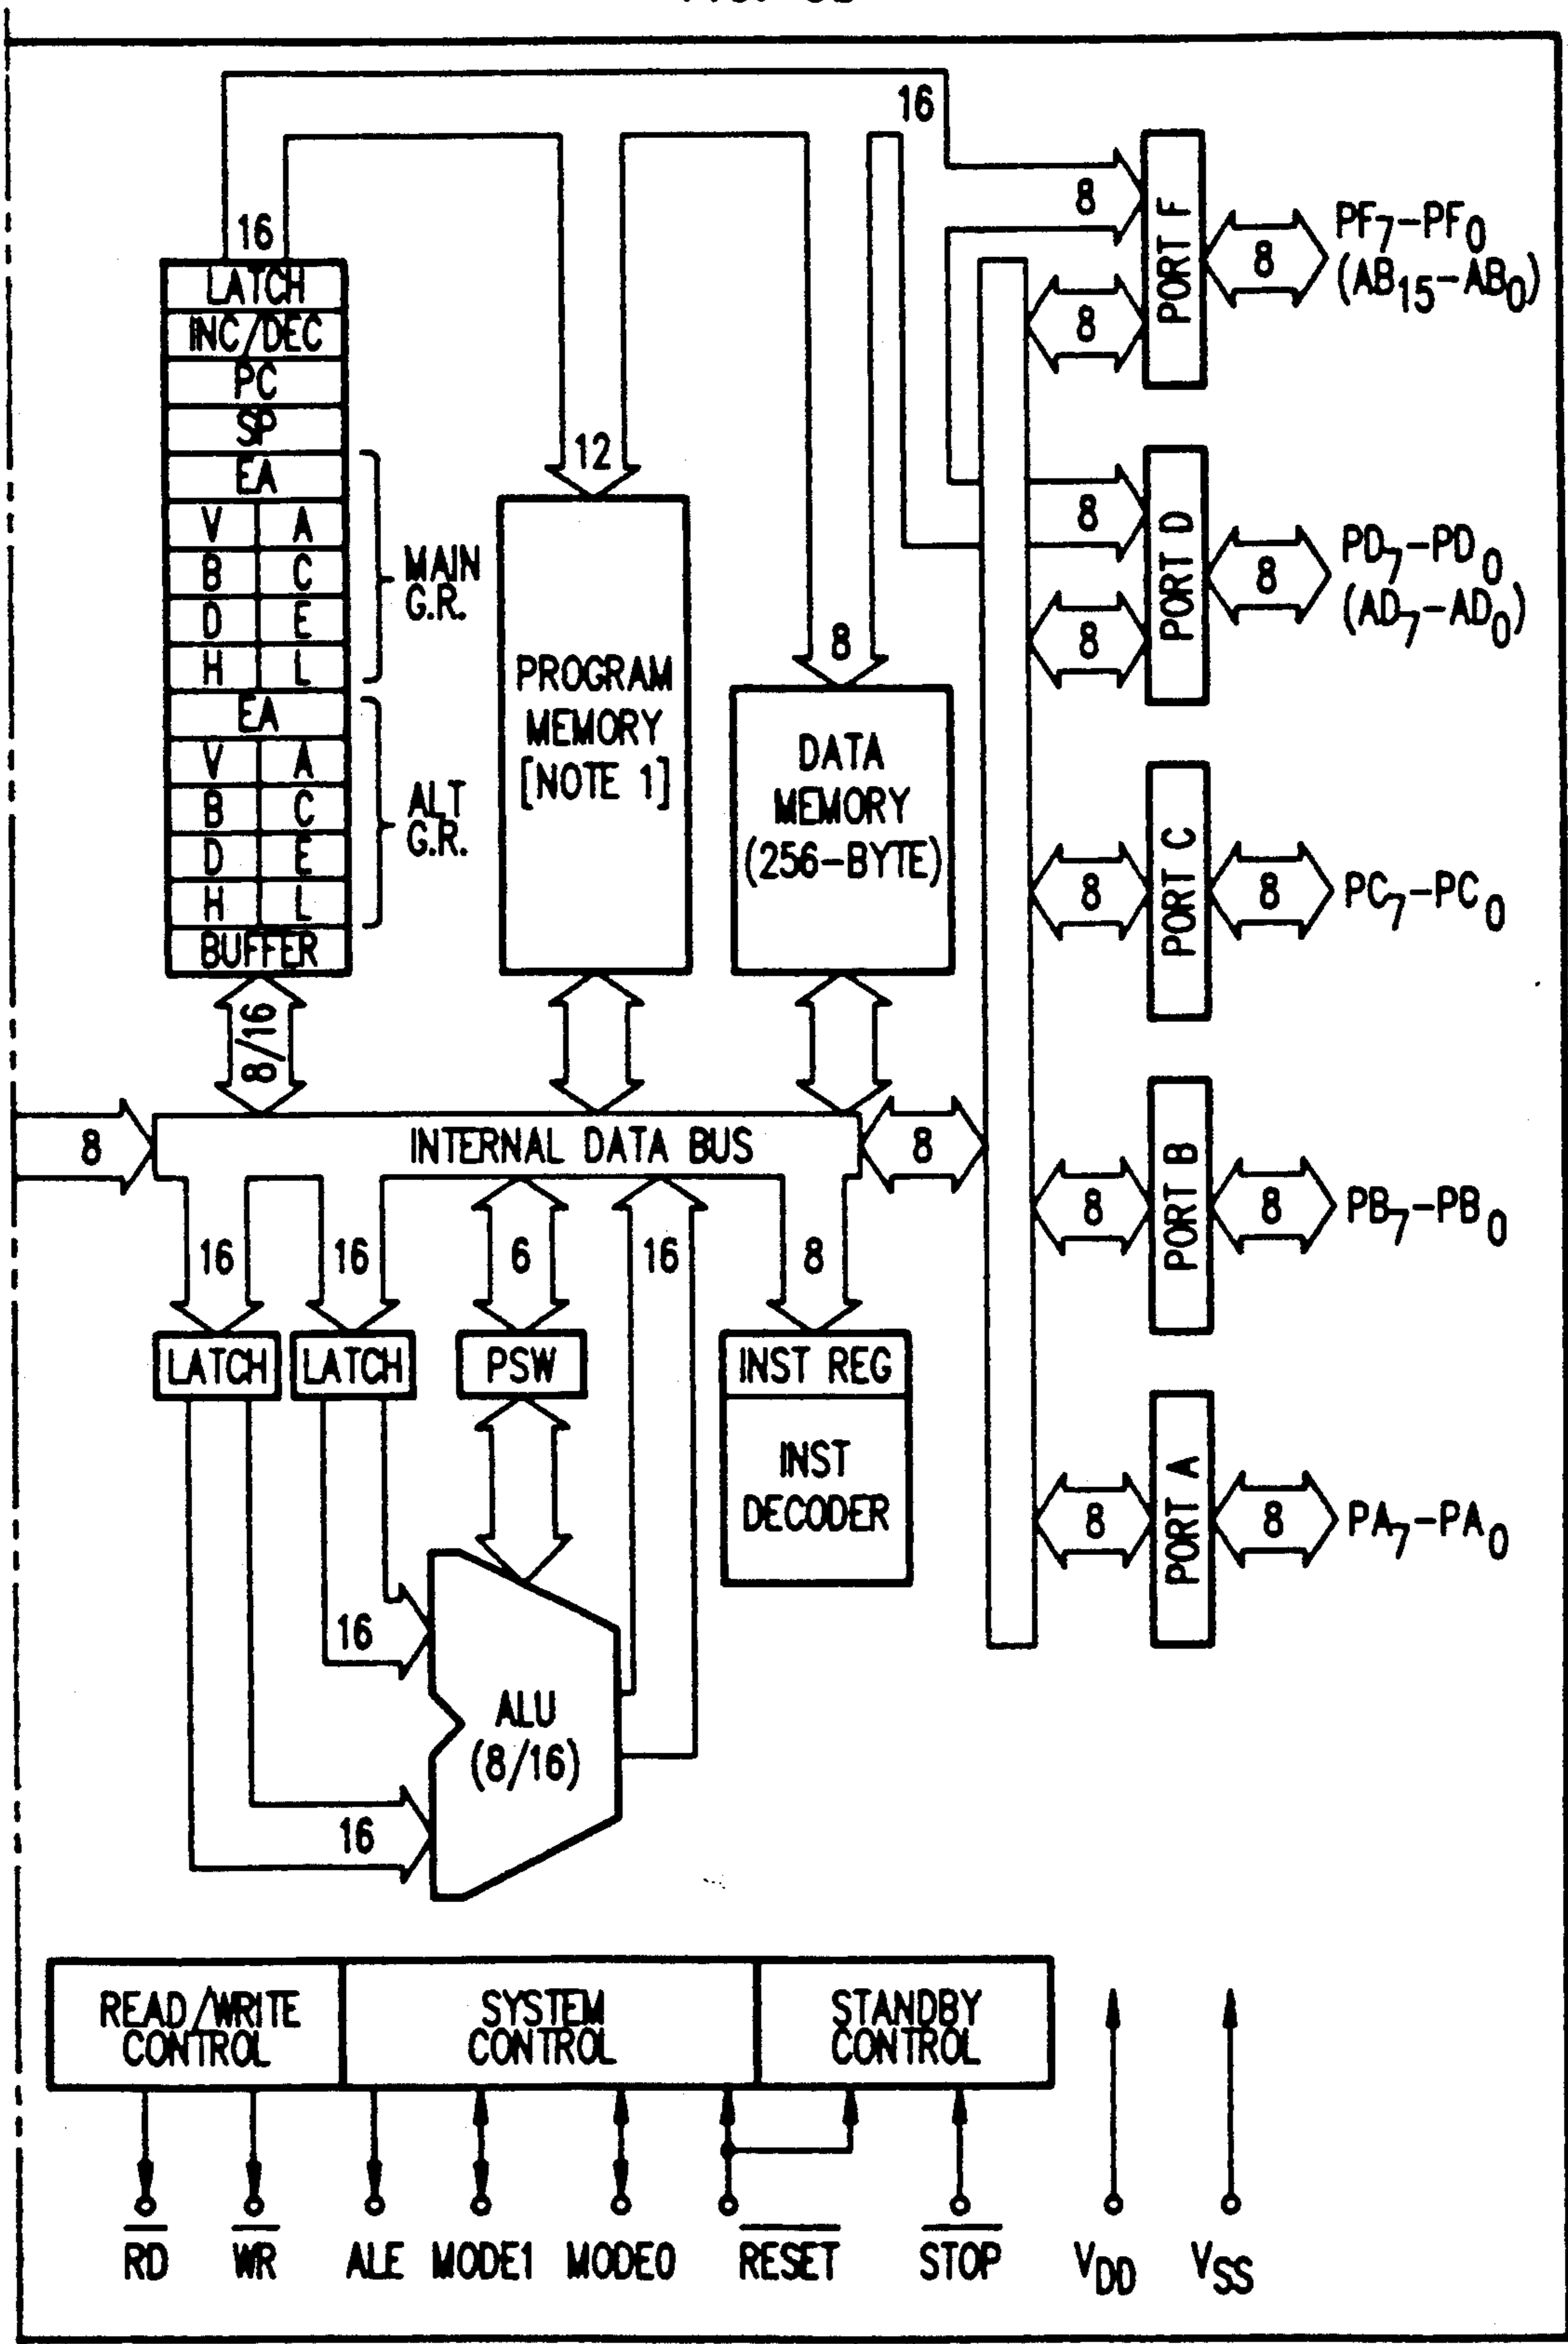 16
16
8
LATCH
INC/DEC
PC
SP
EA
V A
B C
D E
H L
MAIN
G.R.
EA
V A
B C
D E
H L
ALT
G.R.
BUFFER
8/16
12
PROGRAM
MEMORY
[NOTE 1]
8
DATA
MEMORY
(256-BYTE)
8
PORT F
8
PF7-PF0
(AB15-AB0)
8
8
PORT D
8
PD7-PD0
(AD7-AD0)
8
PORT C
8
PC7-PC0
8
PORT B
8
PB7-PB0
8
PORT A
8
PA7-PA0
8
INTERNAL DATA BUS
8
16
16
6
16
8
LATCH
LATCH
PSW
INST REG
INST
DECODER
16
ALU
(8/16)
16
READ/WRITE
CONTROL
SYSTEM
CONTROL
STANDBY
CONTROL
RD
WR
ALE
MODE1
MODE0
RESET
STOP
VDD
VSS